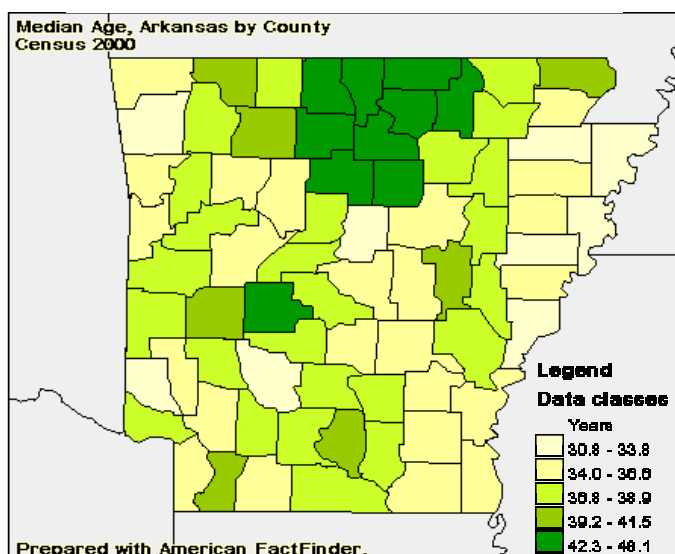 Median Age, Arkansas by County
Census 2000
Legend
Data classes
Years
30.8 - 33.8
34.0 - 36.6
36.8 - 38.9
39.2 - 41.5
42.3 - 48.1
Prepared with American FactFinder.